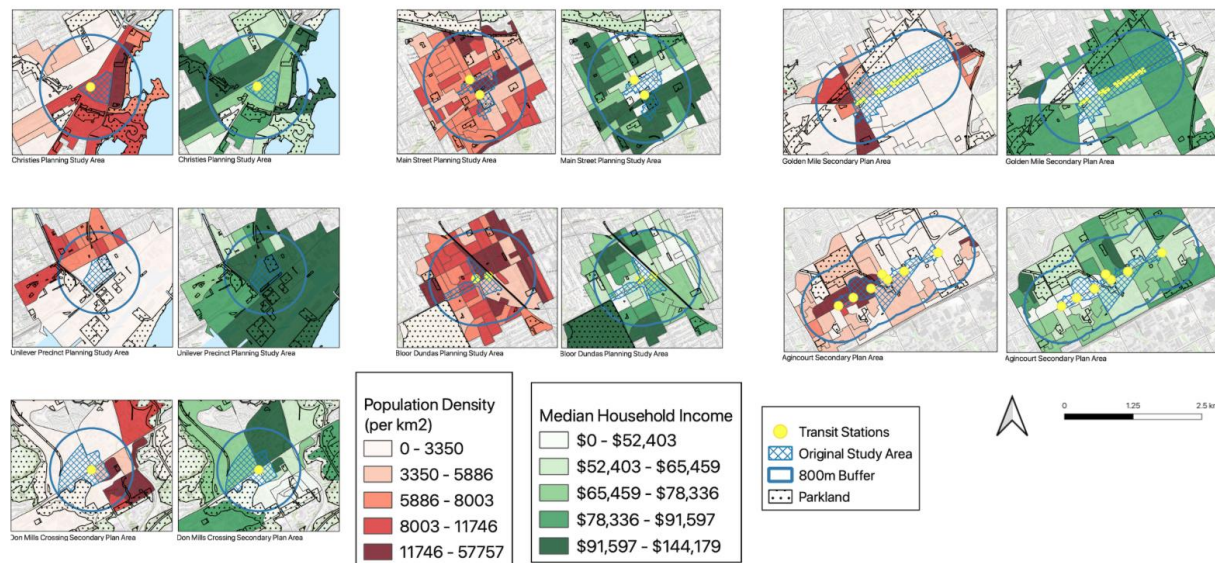 Christies Planning Study Area
Christies Planning Study Area
Main Street Planning Study Area
Main Street Planning Study Area
Golden Mile Secondary Plan Area
Golden Mile Secondary Plan Area
Unilever Precinct Planning Study Area
Unilever Precinct Planning Study Area
Bloor Dundas Planning Study Area
Bloor Dundas Planning Study Area
Agincourt Secondary Plan Area
Agincourt Secondary Plan Area
Don Mills Crossing Secondary Plan Area
Don Mills Crossing Secondary Plan Area
Population Density
(per km2)
0 - 3350
3350 - 5886
5886 - 8003
8003 - 11746
11746 - 57757
Median Household Income
$0 - $52,403
$52,403 - $65,459
$65,459 - $78,336
$78,336 - $91,597
$91,597 - $144,179
Transit Stations
Original Study Area
800m Buffer
Parkland
0 1.25 2.5 k